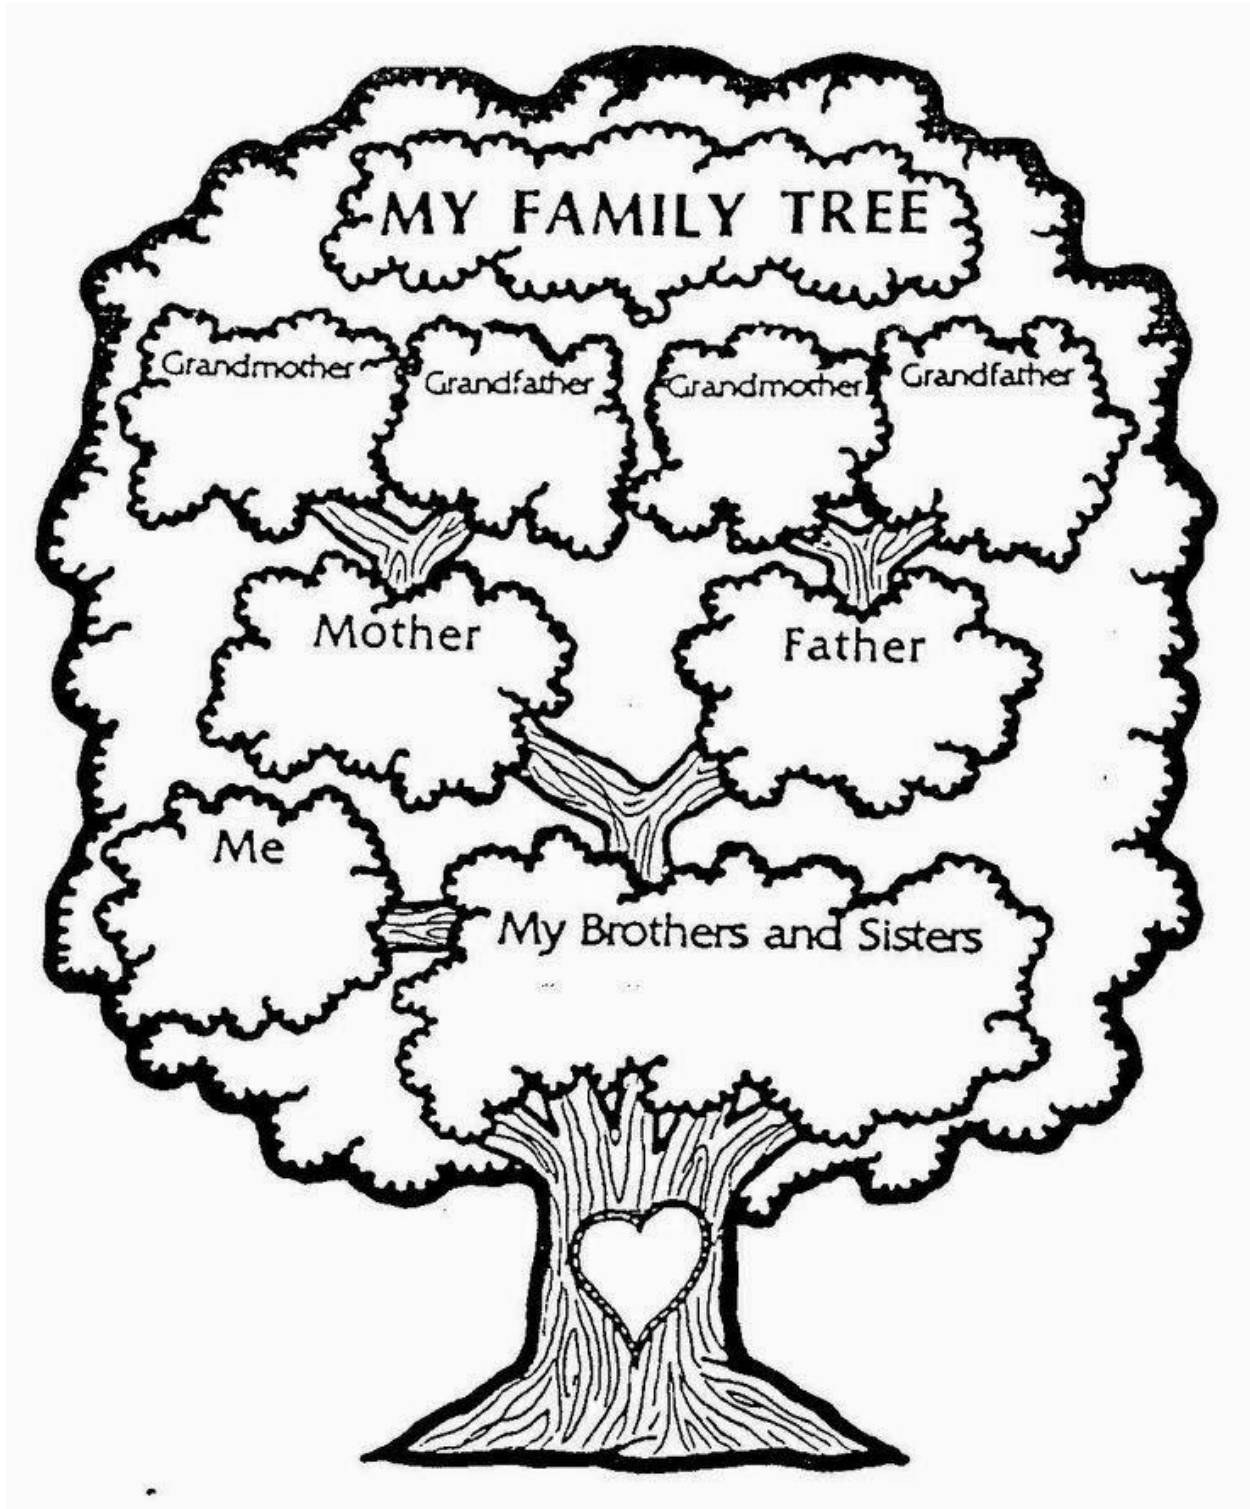 MY FAMILY TREE
Grandmother
Grandfather
Grandmother
Grandfather
Mother
Father
Me
My Brothers and Sisters